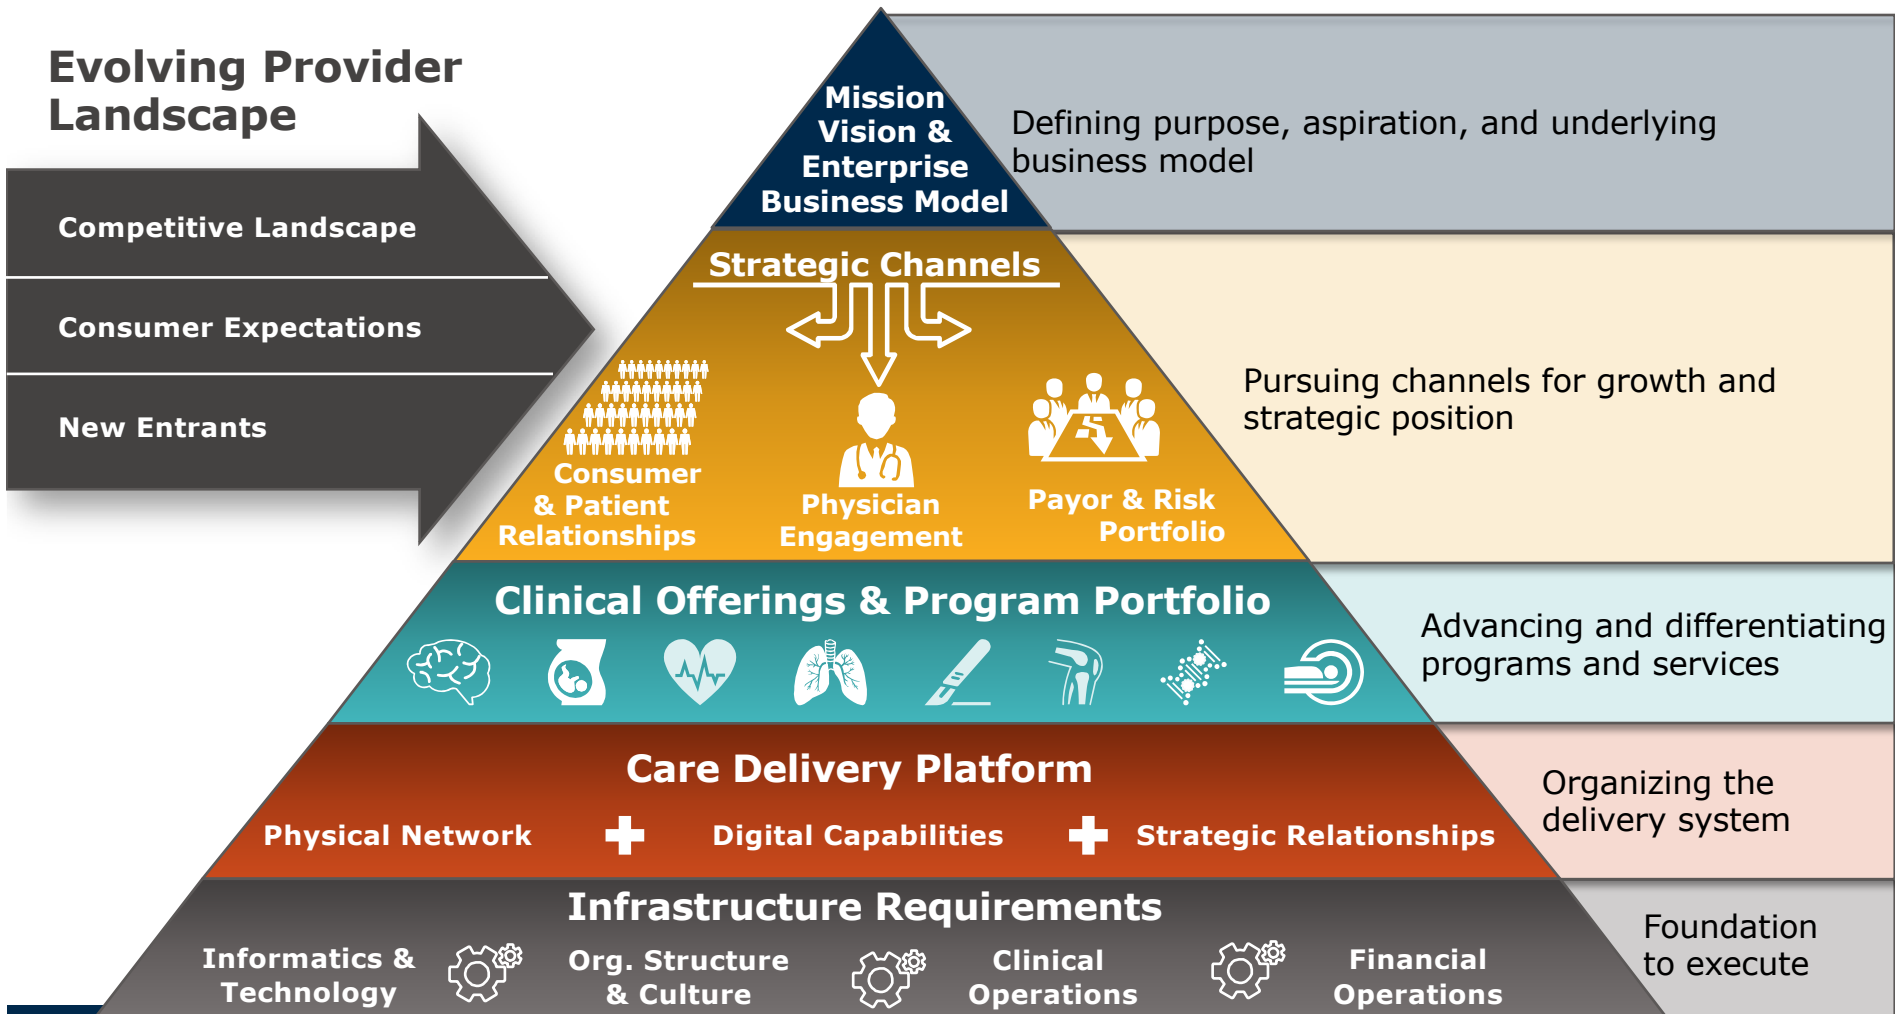 Evolving Provider
Landscape
Competitive Landscape
Consumer Expectations
New Entrants
Mission
Vision &
Enterprise
Business Model
Defining purpose, aspiration, and underlying
business model
Strategic Channels
Consumer
& Patient
Relationships
Physician
Engagement
Payor & Risk
Portfolio
Pursuing channels for growth and
strategic position
Clinical Offerings & Program Portfolio
Advancing and differentiating
programs and services
Care Delivery Platform
Physical Network
Digital Capabilities
Strategic Relationships
Organizing the
delivery system
Infrastructure Requirements
Informatics &
Technology
Org. Structure
& Culture
Clinical
Operations
Financial
Operations
Foundation
to execute